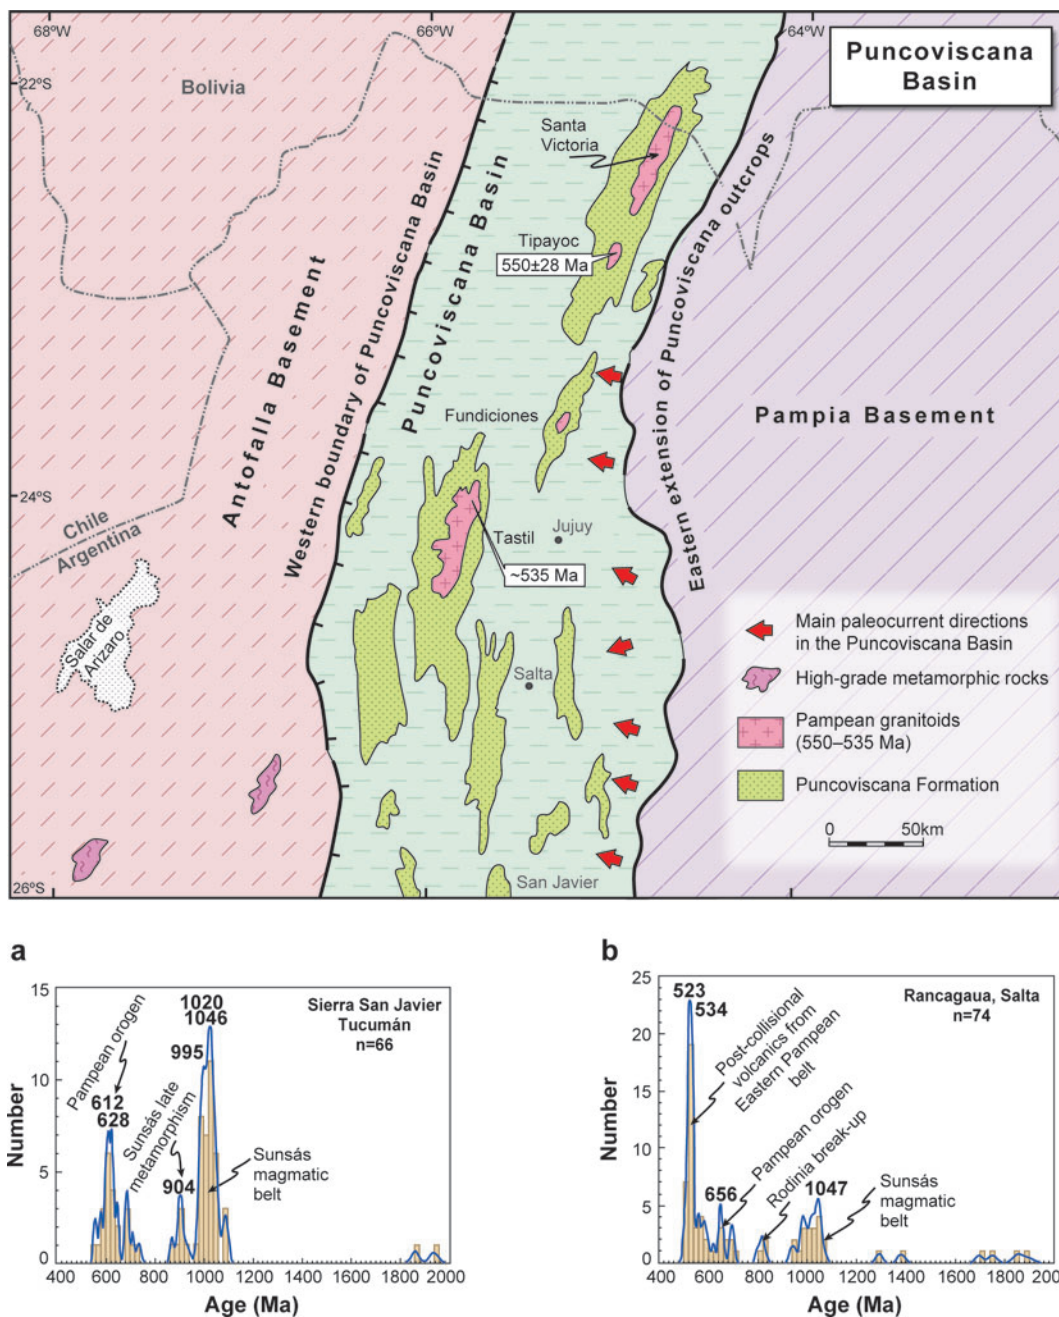 68°W
66°W
64°W
Puncoviscana
Basin
22°S
Bolivia
Santa
Victoria
Tipayoc
550±28 Ma
Puncoviscana Basin
Western boundary of Puncoviscana Basin
Antofalla Basement
Eastern extension of Puncoviscana outcrops
Pampia Basement
Fundiciones
24°S
Chile
Argentina
Tastil
Jujuy
~535 Ma
Salar de
Arizaro
Salta
San Javier
26°S
Main paleocurrent directions
in the Puncoviscana Basin
High-grade metamorphic rocks
Pampean granitoids
(550–535 Ma)
Puncoviscana Formation
0 50km
a
15
10
5
0
Number
Sierra San Javier
Tucumán
n=66
1020
1046
995
Pampean orogen
612
628
Sunsás late
metamorphism
904
Sunsás
magmatic
belt
400 600 800 1000 1200 1400 1600 1800 2000
Age (Ma)
b
25
20
15
10
5
0
Number
Rancagaua, Salta
n=74
523
534
Post-collisional
volcanics from
Eastern Pampean
belt
Pampean orogen
Rodinia break-up
656
1047
Sunsás
magmatic
belt
400 600 800 1000 1200 1400 1600 1800 200
Age (Ma)